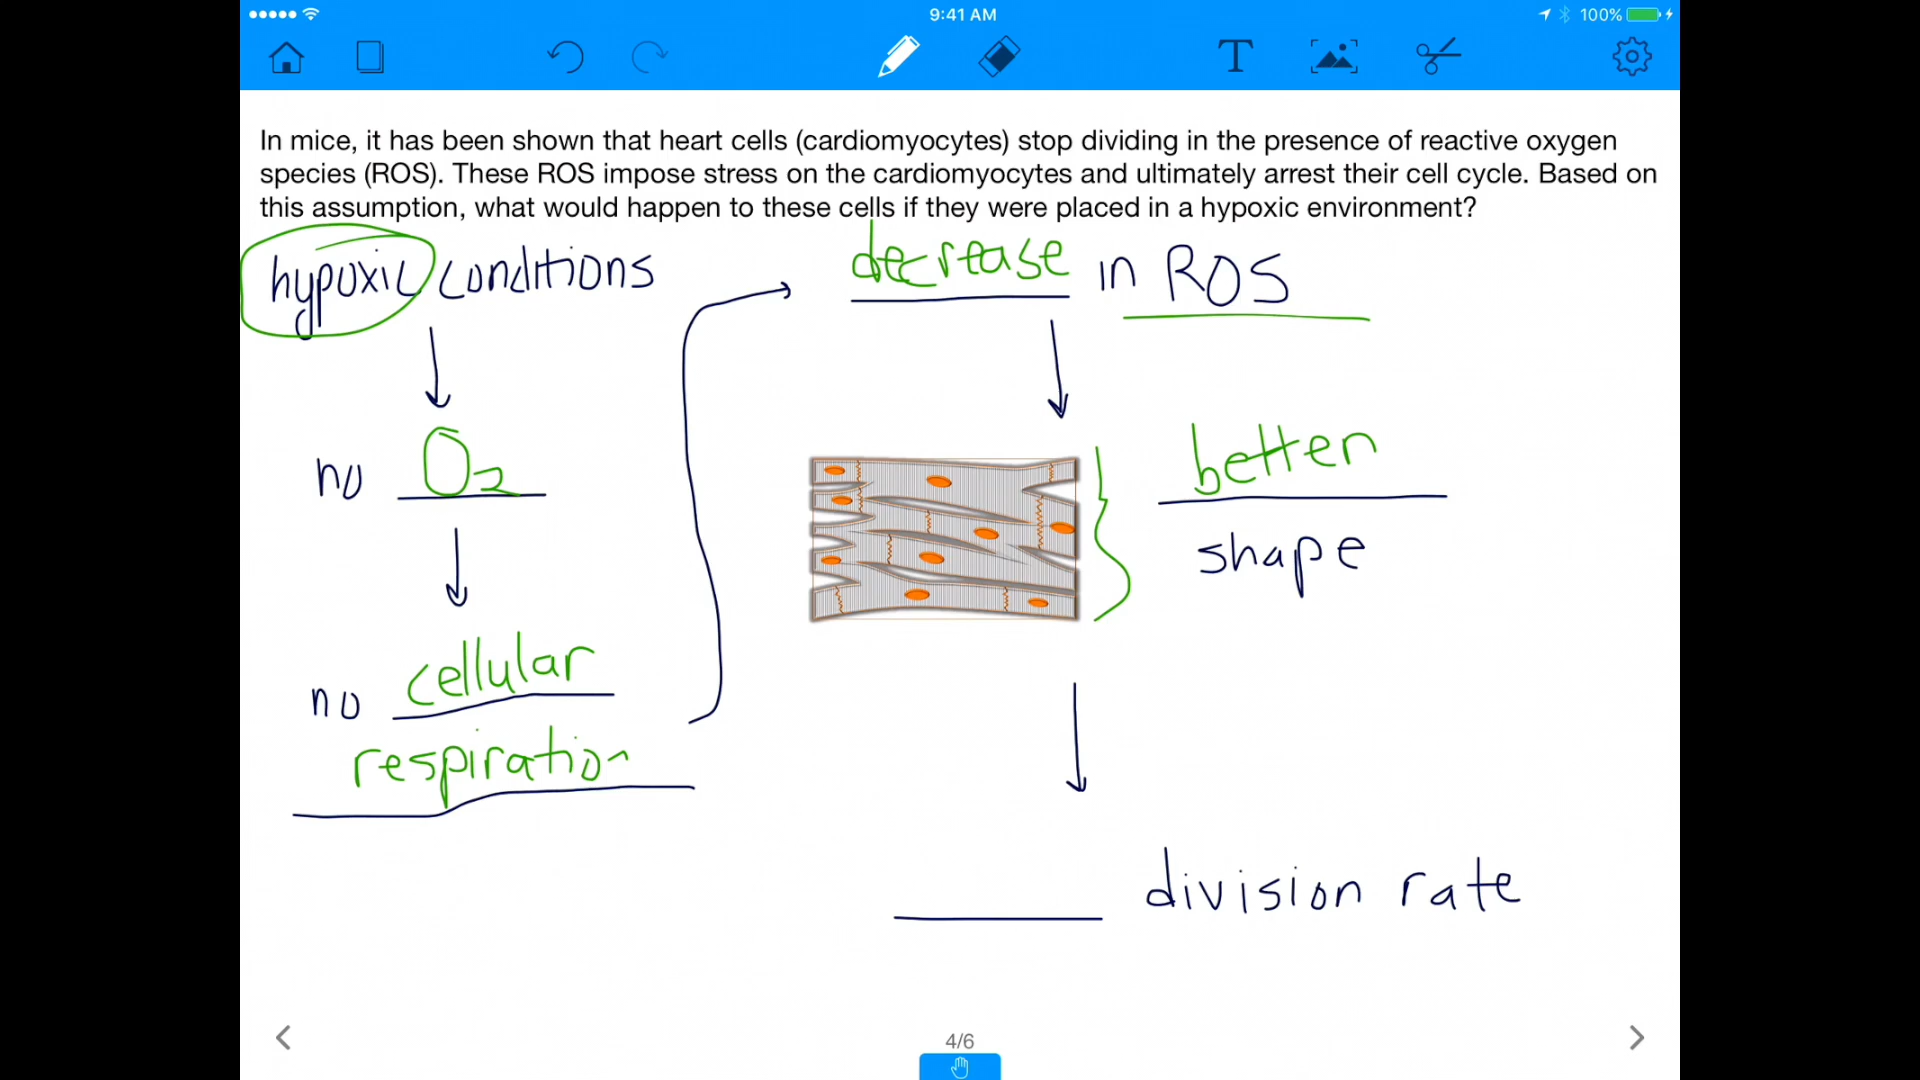 9:41 AM
100%
T
In mice, it has been shown that heart cells (cardiomyocytes) stop dividing in the presence of reactive oxygen
species (ROS). These ROS impose stress on the cardiomyocytes and ultimately arrest their cell cycle. Based on
this assumption, what would happen to these cells if they were placed in a hypoxic environment?
hypoxic conditions
no O2
no cellular
respiration
decrease in ROS
better
shape
division rate
4/6